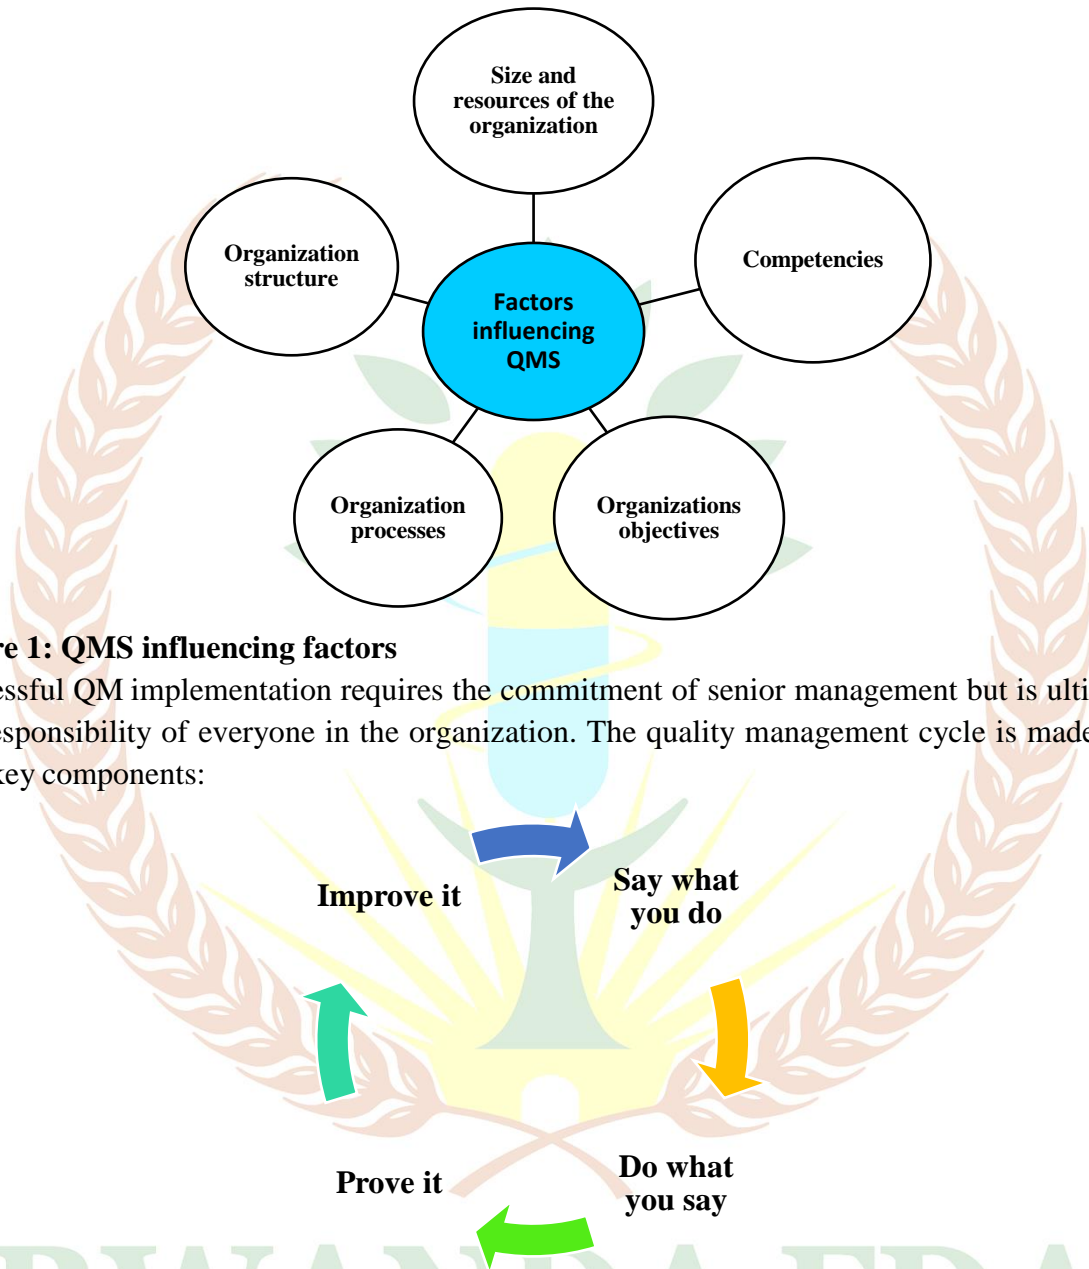 Size and
resources of the
organization
Organization
structure
Competencies
Factors
influencing
QMS
Organization
processes
Organizations
objectives
re 1: QMS influencing factors
essful QM implementation requires the commitment of senior management but is ulti
esponsibility of everyone in the organization. The quality management cycle is made
key components:
Improve it
Say what
you do
Prove it
Do what
you say
RWANDA FDA